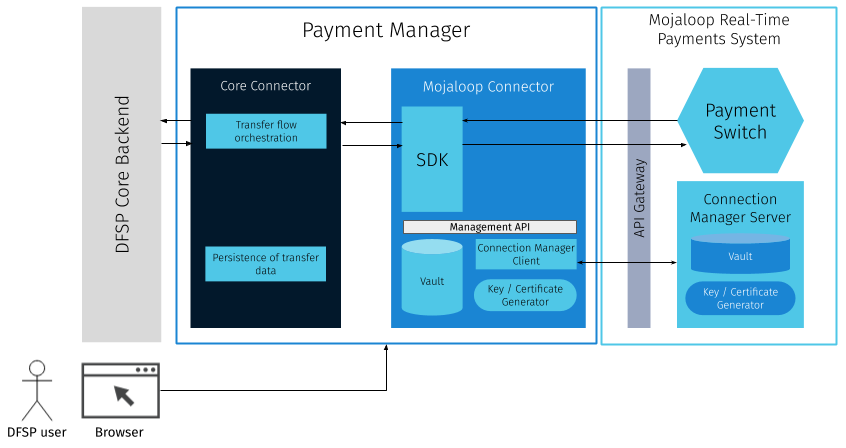 Payment Manager
Mojaloop Real-Time
Payments System
DFSP Core Backend
Core Connector
Transfer flow
orchestration
Persistence of transfer
data
Mojaloop Connector
SDK
Management API
Vault
Connection Manager
Client
Key / Certificate
Generator
API Gateway
Payment
Switch
Connection
Manager Server
Vault
Key / Certificate
Generator
DFSP user
Browser